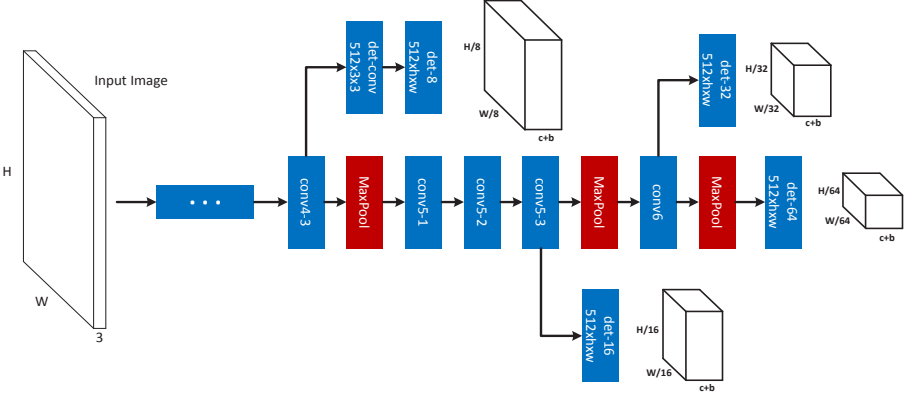 Input Image
H
W
3
. . .
conv4-3
MaxPool
conv5-1
conv5-2
conv5-3
MaxPool
conv6
MaxPool
det-64
512xhxw
H/64
W/64
c+b
det-conv
512x3x3
det-8
512xhxw
H/8
W/8
c+b
det-32
512xhxw
H/32
W/32
c+b
det-16
512xhxw
H/16
W/16
c+b